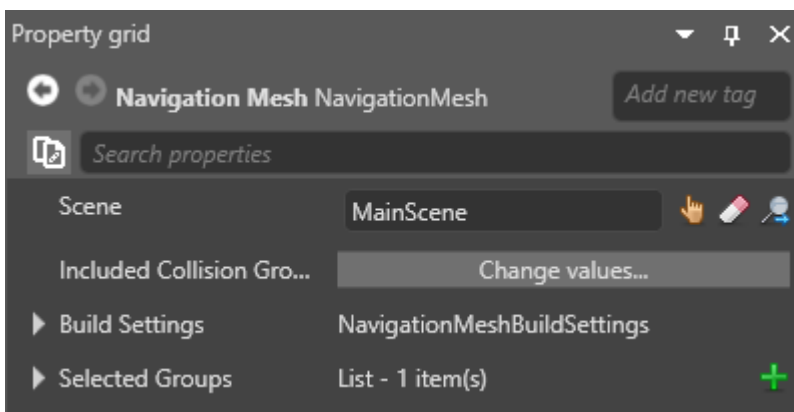 Property grid
Navigation Mesh NavigationMesh Add new tag
Search properties
Scene MainScene
Included Collision Gro... Change values...
Build Settings NavigationMeshBuildSettings
Selected Groups List - 1 item(s)